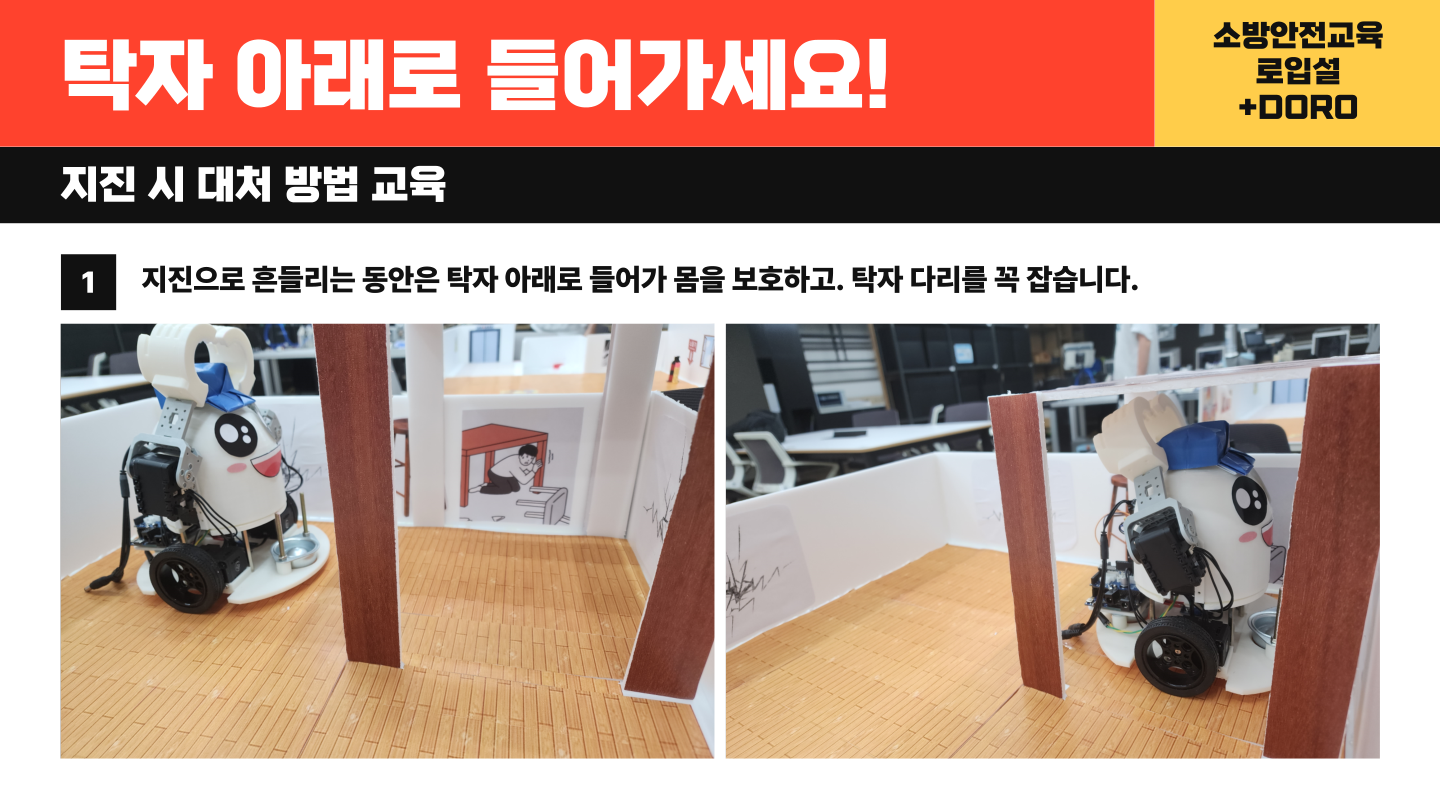 탁자 아래로 들어가세요!
소방안전교육
로입설
+DORO
지진 시 대처 방법 교육
1 지진으로 흔들리는 동안은 탁자 아래로 들어가 몸을 보호하고. 탁자 다리를 꼭 잡습니다.